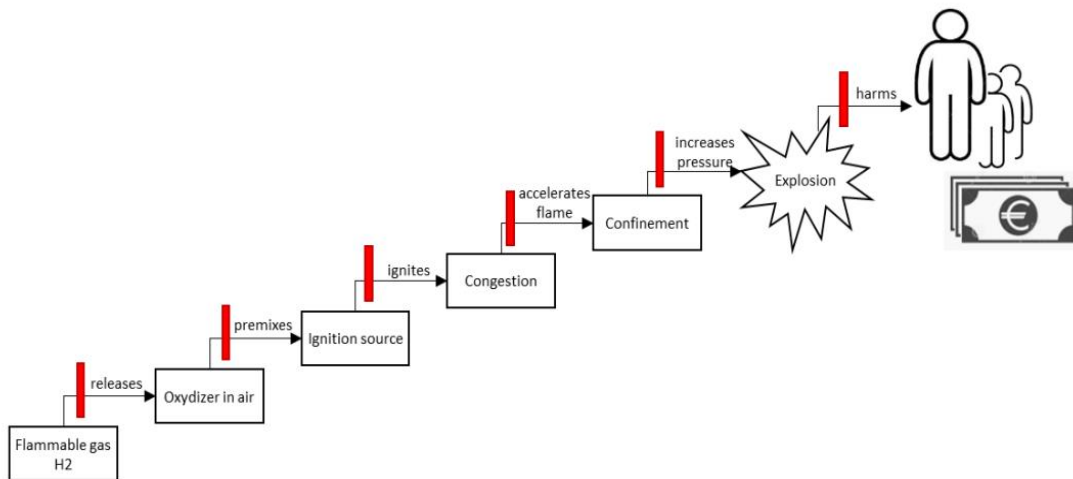 harms
increases
pressure
Explosion
accelerates
flame
Confinement
ignites
Congestion
premixes
Ignition source
releases
Oxydizer in air
Flammable gas
H2
€